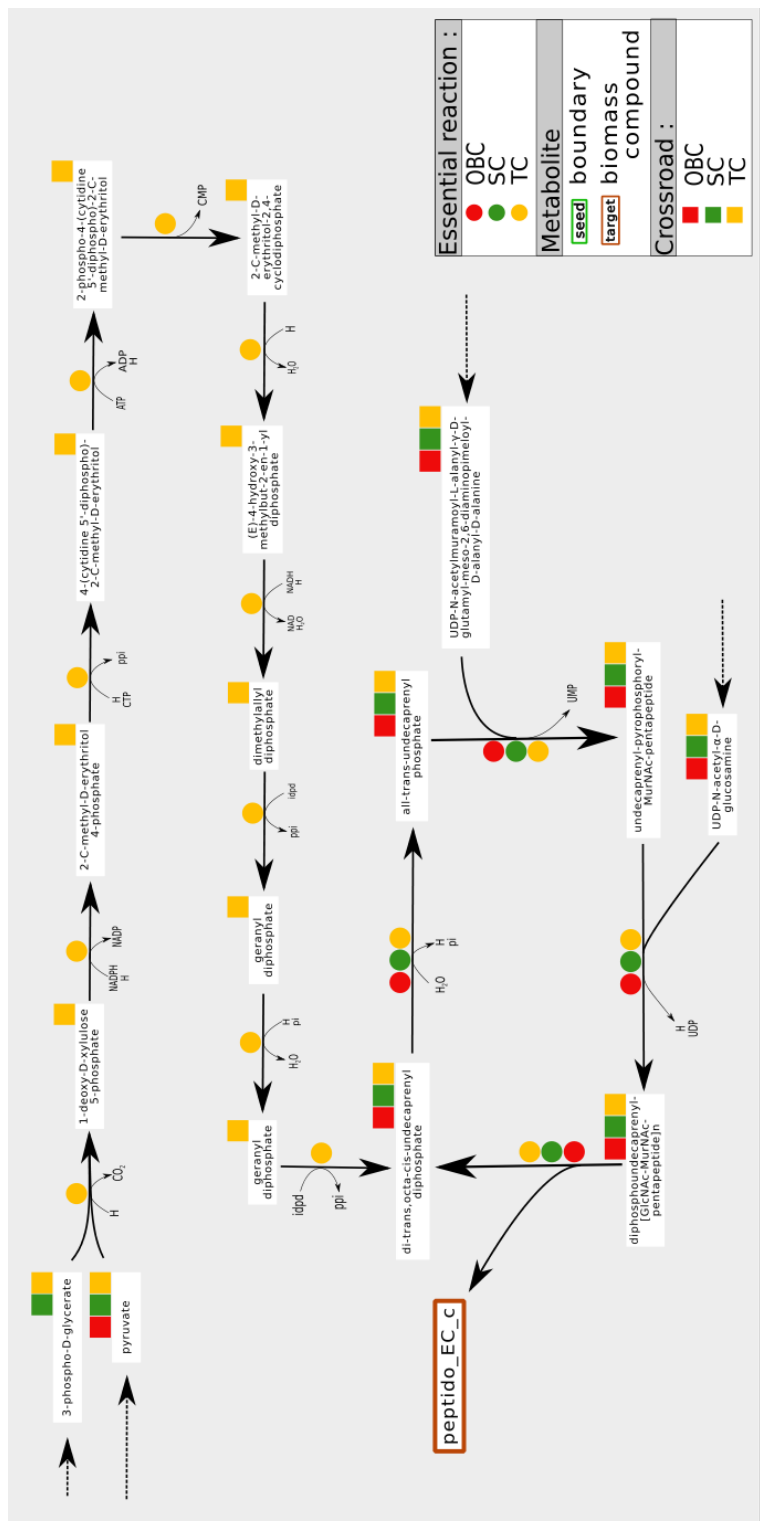 3-phospho-D-glycerate
pyruvate
H
CO2
1-deoxy-D-xylulose
5-phosphate
NADPH
H
NADP
2-C-methyl-D-erythritol
4-phosphate
H
CTP
ppi
4-(cytidine 5'-diphospho)-
2-C-methyl-D-erythritol
ATP
ADP
H
2-phospho-4-(cytidine
5'-diphospho)-2-C-
methyl-D-erythritol
CMP
2-C-methyl-D-
erythritol-2,4-
cyclodiphosphate
H
H2O
(E)-4-hydroxy-3-
methylbut-2-en-1-yl
diphosphate
NADH
H
NAD
H2O
dimethylallyl
diphosphate
idpd
ppi
geranyl
diphosphate
H
pi
H2O
geranyl
diphosphate
idpd
ppi
di-trans,octa-cis-undecaprenyl
diphosphate
H2O
H
pi
all-trans-undecaprenyl
phosphate
UDP-N-acetylmuramoyl-L-alanyl-γ-D-
glutamyl-meso-2,6-diaminopimeloyl-
D-alanyl-D-alanine
UMP
undecaprenyl-pyrophosphoryl-
MurNAc-pentapeptide
UDP-N-acetyl-α-D-
glucosamine
H
UDP
diphosphoundecaprenyl-
[GlcNAc-MurNAc-
pentapeptide]n
peptido_EC_c
Essential reaction :
OBC
SC
TC
Metabolite
seed boundary
target biomass
compound
Crossroad :
OBC
SC
TC